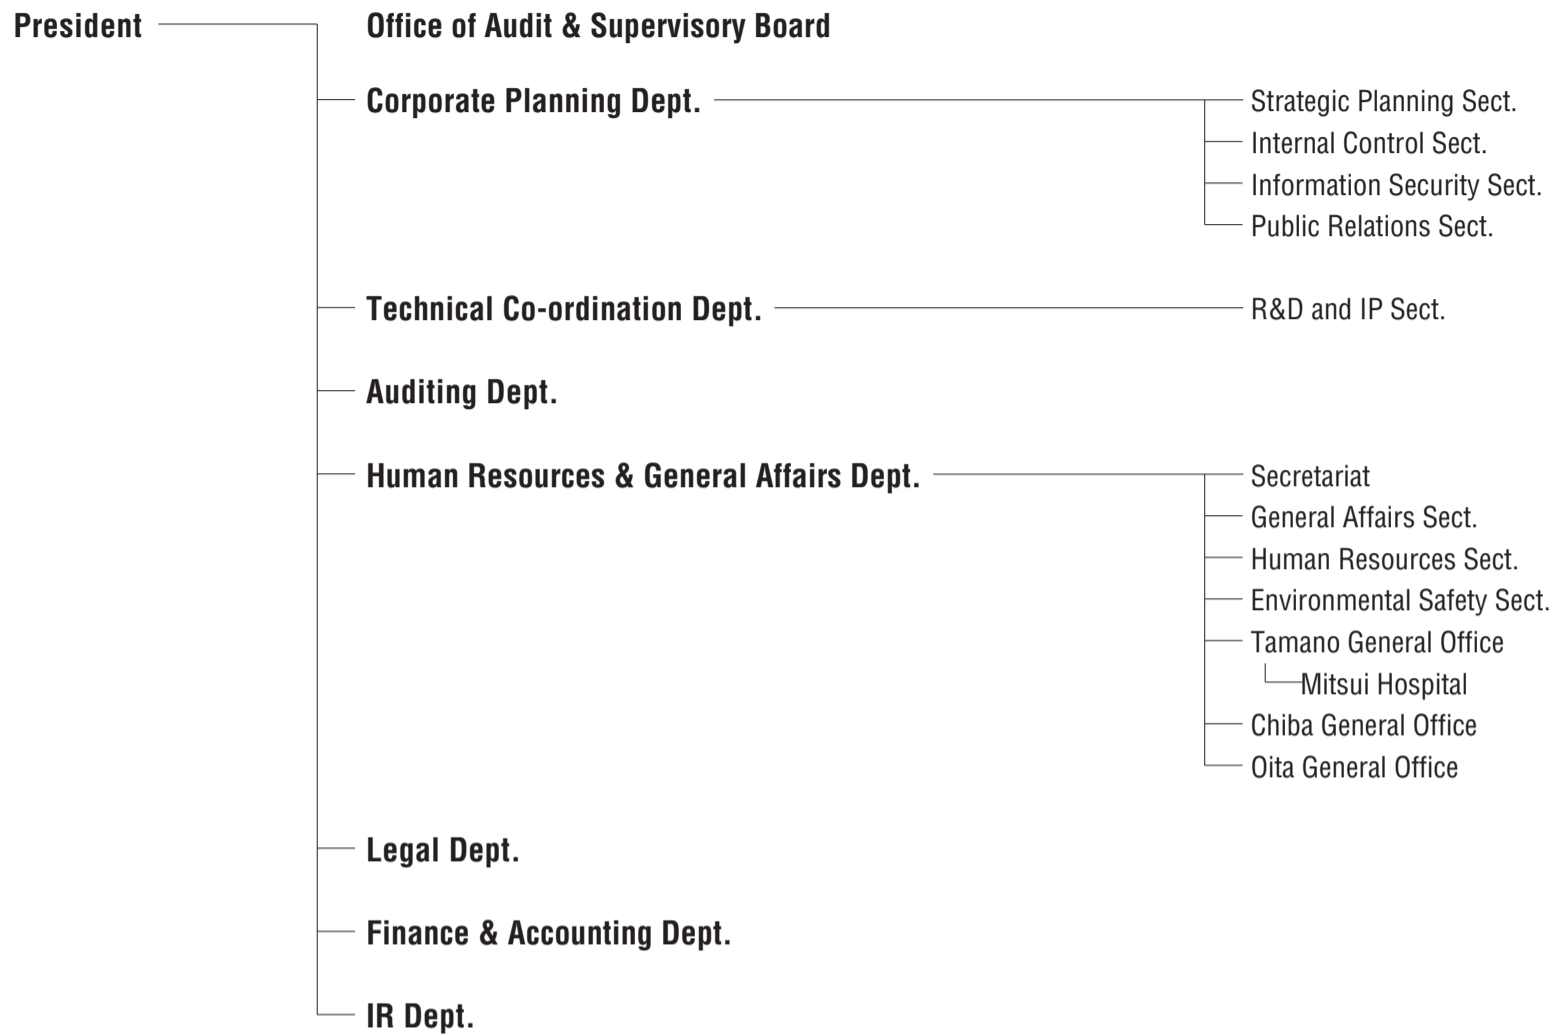 President
Office of Audit & Supervisory Board
Corporate Planning Dept.
Strategic Planning Sect.
Internal Control Sect.
Information Security Sect.
Public Relations Sect.
Technical Co-ordination Dept.
R&D and IP Sect.
Auditing Dept.
Human Resources & General Affairs Dept.
Secretariat
General Affairs Sect.
Human Resources Sect.
Environmental Safety Sect.
Tamano General Office
Mitsui Hospital
Chiba General Office
Oita General Office
Legal Dept.
Finance & Accounting Dept.
IR Dept.